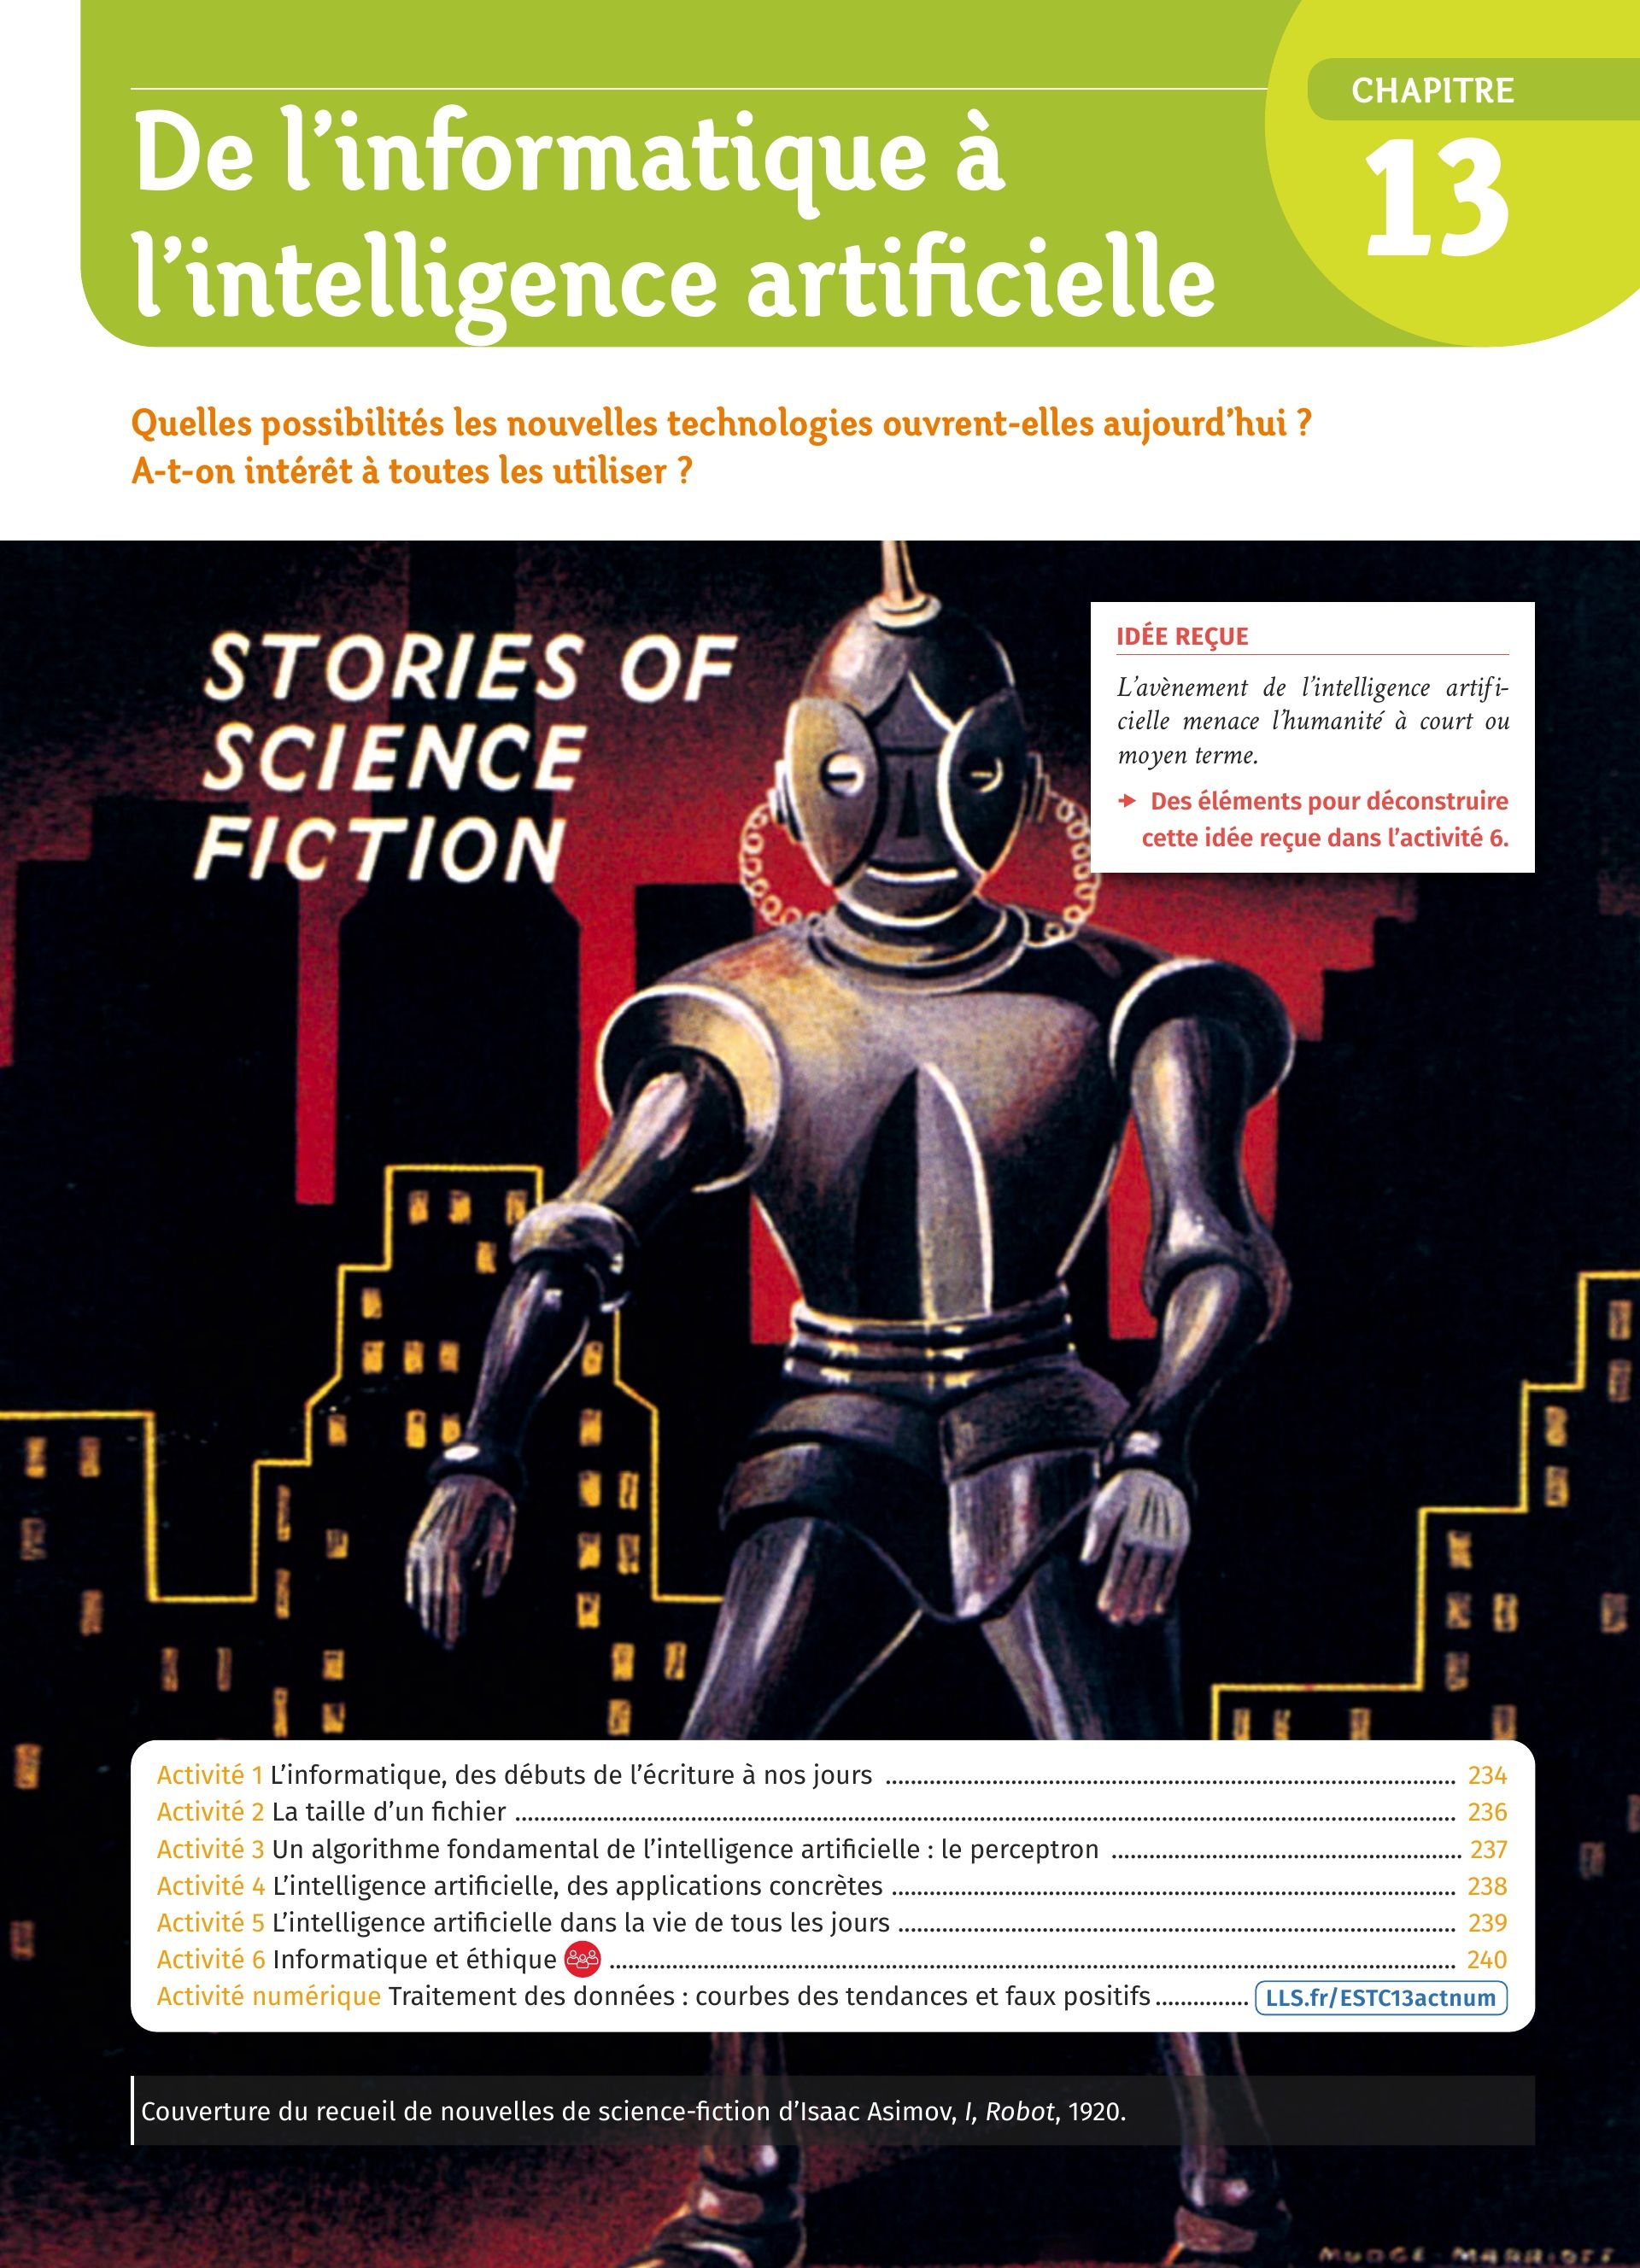 CHAPITRE
13
De l’informatique à
l’intelligence artificielle
Quelles possibilités les nouvelles technologies ouvrent-elles aujourd’hui ?
A-t-on intérêt à toutes les utiliser ?
STORIES OF
SCIENCE
FICTION
IDÉE REÇUE
L’avènement de l’intelligence artifi-
cielle menace l’humanité à court ou
moyen terme.
Des éléments pour déconstruire
cette idée reçue dans l’activité 6.
Activité 1 L’informatique, des débuts de l’écriture à nos jours 234
Activité 2 La taille d’un fichier 236
Activité 3 Un algorithme fondamental de l’intelligence artificielle : le perceptron 237
Activité 4 L’intelligence artificielle, des applications concrètes 238
Activité 5 L’intelligence artificielle dans la vie de tous les jours 239
Activité 6 Informatique et éthique 240
Activité numérique Traitement des données : courbes des tendances et faux positifs LLS.fr/ESTC13actnum
Couverture du recueil de nouvelles de science-fiction d’Isaac Asimov, I, Robot, 1920.